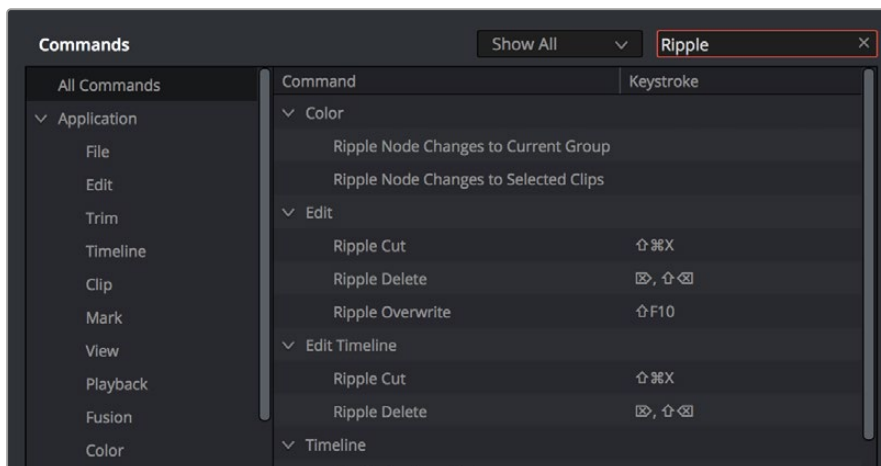 Commands
Show All
Ripple ×
All Commands
Application
File
Edit
Trim
Timeline
Clip
Mark
View
Playback
Fusion
Color
Command Keystroke
Color
Ripple Node Changes to Current Group
Ripple Node Changes to Selected Clips
Edit
Ripple Cut ⇧⌘X
Ripple Delete ⌦, ⇧⌫
Ripple Overwrite ⇧F10
Edit Timeline
Ripple Cut ⇧⌘X
Ripple Delete ⌦, ⇧⌫
Timeline